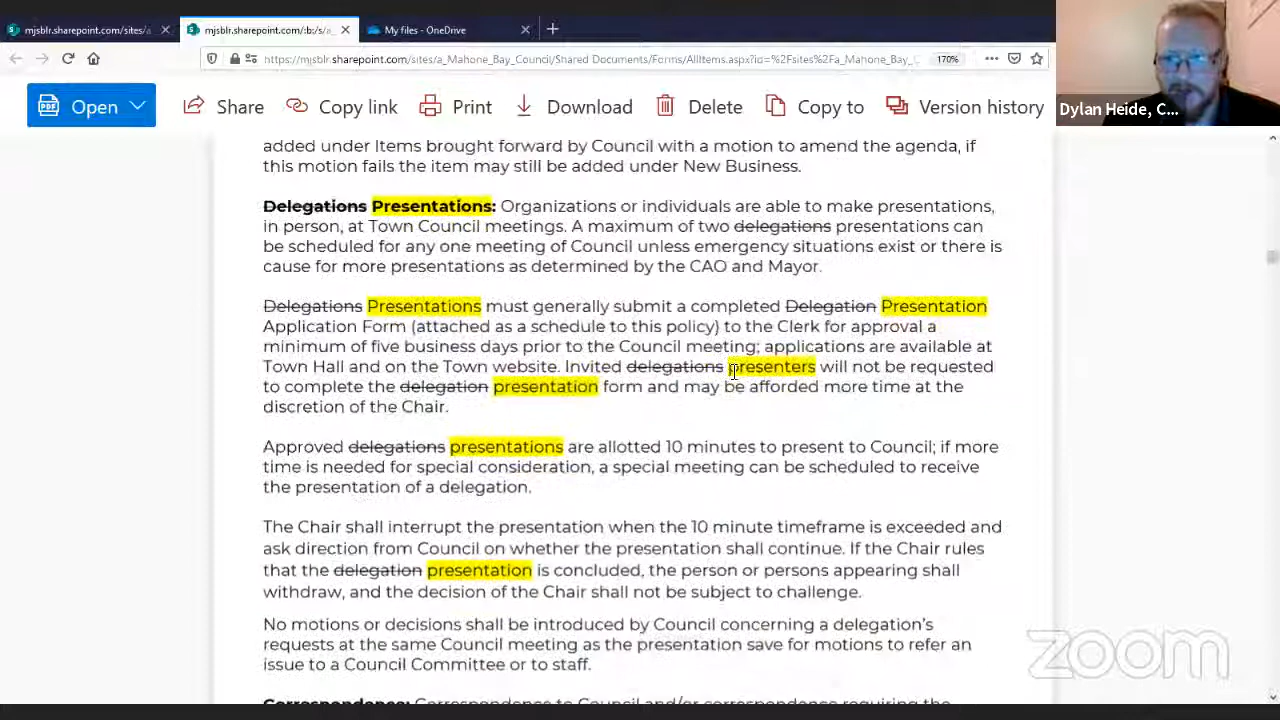 mjsblr.sharepoint.com/sites/a
mjsblr.sharepoint.com/:b:/s/a_
My files - OneDrive
https://mjsblr.sharepoint.com/sites/a_Mahone_Bay_Council/Shared Documents/Forms/AllItems.aspx?id=%2Fsites%2Fa_Mahone_Bay_C
170%
Dylan Heide, C...
Open
Share
Copy link
Print
Download
Delete
Copy to
Version history
added under Items brought forward by Council with a motion to amend the agenda, if
this motion fails the item may still be added under New Business.
Delegations Presentations: Organizations or individuals are able to make presentations,
in person, at Town Council meetings. A maximum of two delegations presentations can
be scheduled for any one meeting of Council unless emergency situations exist or there is
cause for more presentations as determined by the CAO and Mayor.
Delegations Presentations must generally submit a completed Delegation Presentation
Application Form (attached as a schedule to this policy) to the Clerk for approval a
minimum of five business days prior to the Council meeting; applications are available at
Town Hall and on the Town website. Invited delegations presenters will not be requested
to complete the delegation presentation form and may be afforded more time at the
discretion of the Chair.
Approved delegations presentations are allotted 10 minutes to present to Council; if more
time is needed for special consideration, a special meeting can be scheduled to receive
the presentation of a delegation.
The Chair shall interrupt the presentation when the 10 minute timeframe is exceeded and
ask direction from Council on whether the presentation shall continue. If the Chair rules
that the delegation presentation is concluded, the person or persons appearing shall
withdraw, and the decision of the Chair shall not be subject to challenge.
No motions or decisions shall be introduced by Council concerning a delegation's
requests at the same Council meeting as the presentation save for motions to refer an
issue to a Council Committee or to staff.
Correspondence: Correspondence to Council and/or correspondence requiring the
zoom